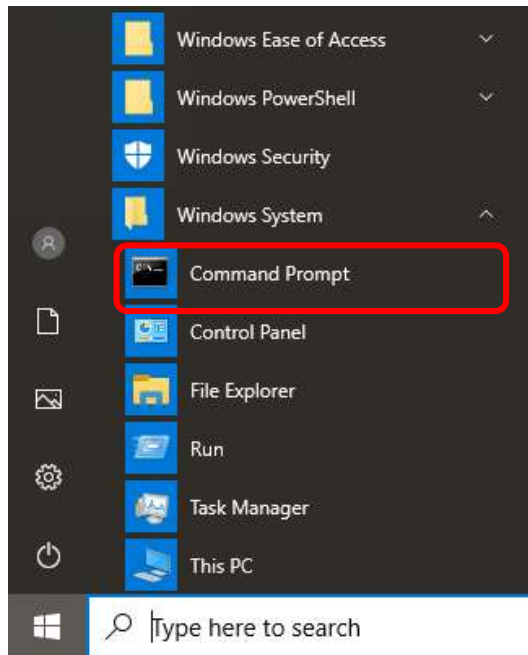 Windows Ease of Access
Windows PowerShell
Windows Security
Windows System
Command Prompt
Control Panel
File Explorer
Run
Task Manager
This PC
Type here to search